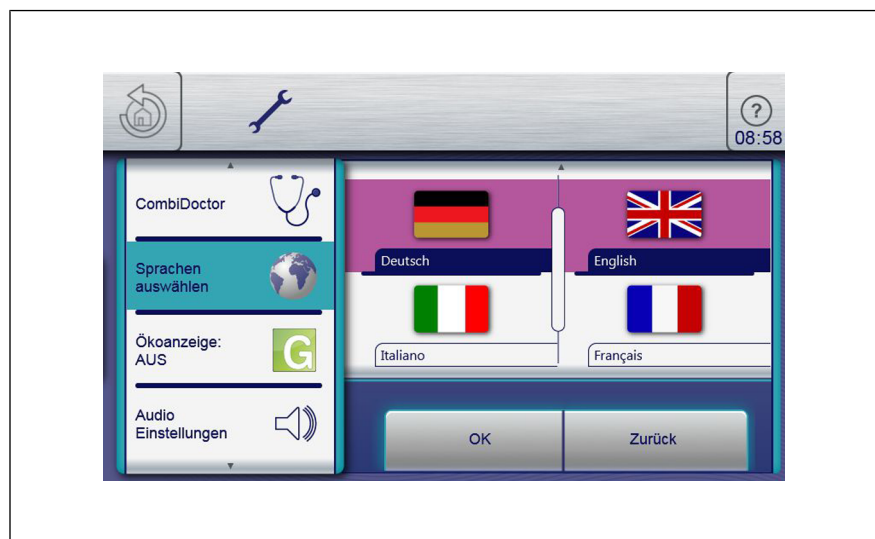 ?
08:58
CombiDoctor
Sprachen
auswählen
Ökoanzeige:
AUS
G
Audio
Einstellungen
Deutsch
English
Italiano
Français
OK
Zurück